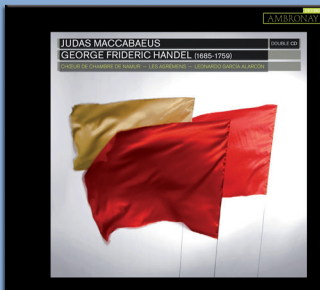 AMBRONAY
JUDAS MACCABAEUS
DOUBLE CD
GEORGE FRIDERIC HANDEL (1685-1759)
CHŒUR DE CHAMBRE DE NAMUR – LES AGRÉMENS – LEONARDO GARCÍA ALARCÓN